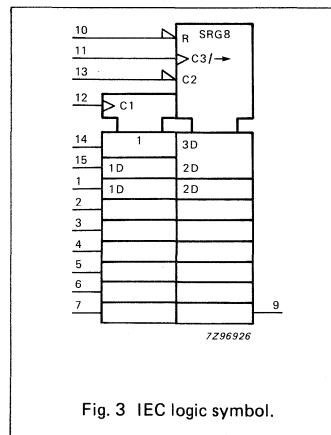 10 R SRG8
11 C3/→
13 C2
12 C1
14 1 3D
15 1D 2D
1 1D 2D
2
3
4
5
6
7 9
7Z96926
Fig. 3 IEC logic symbol.